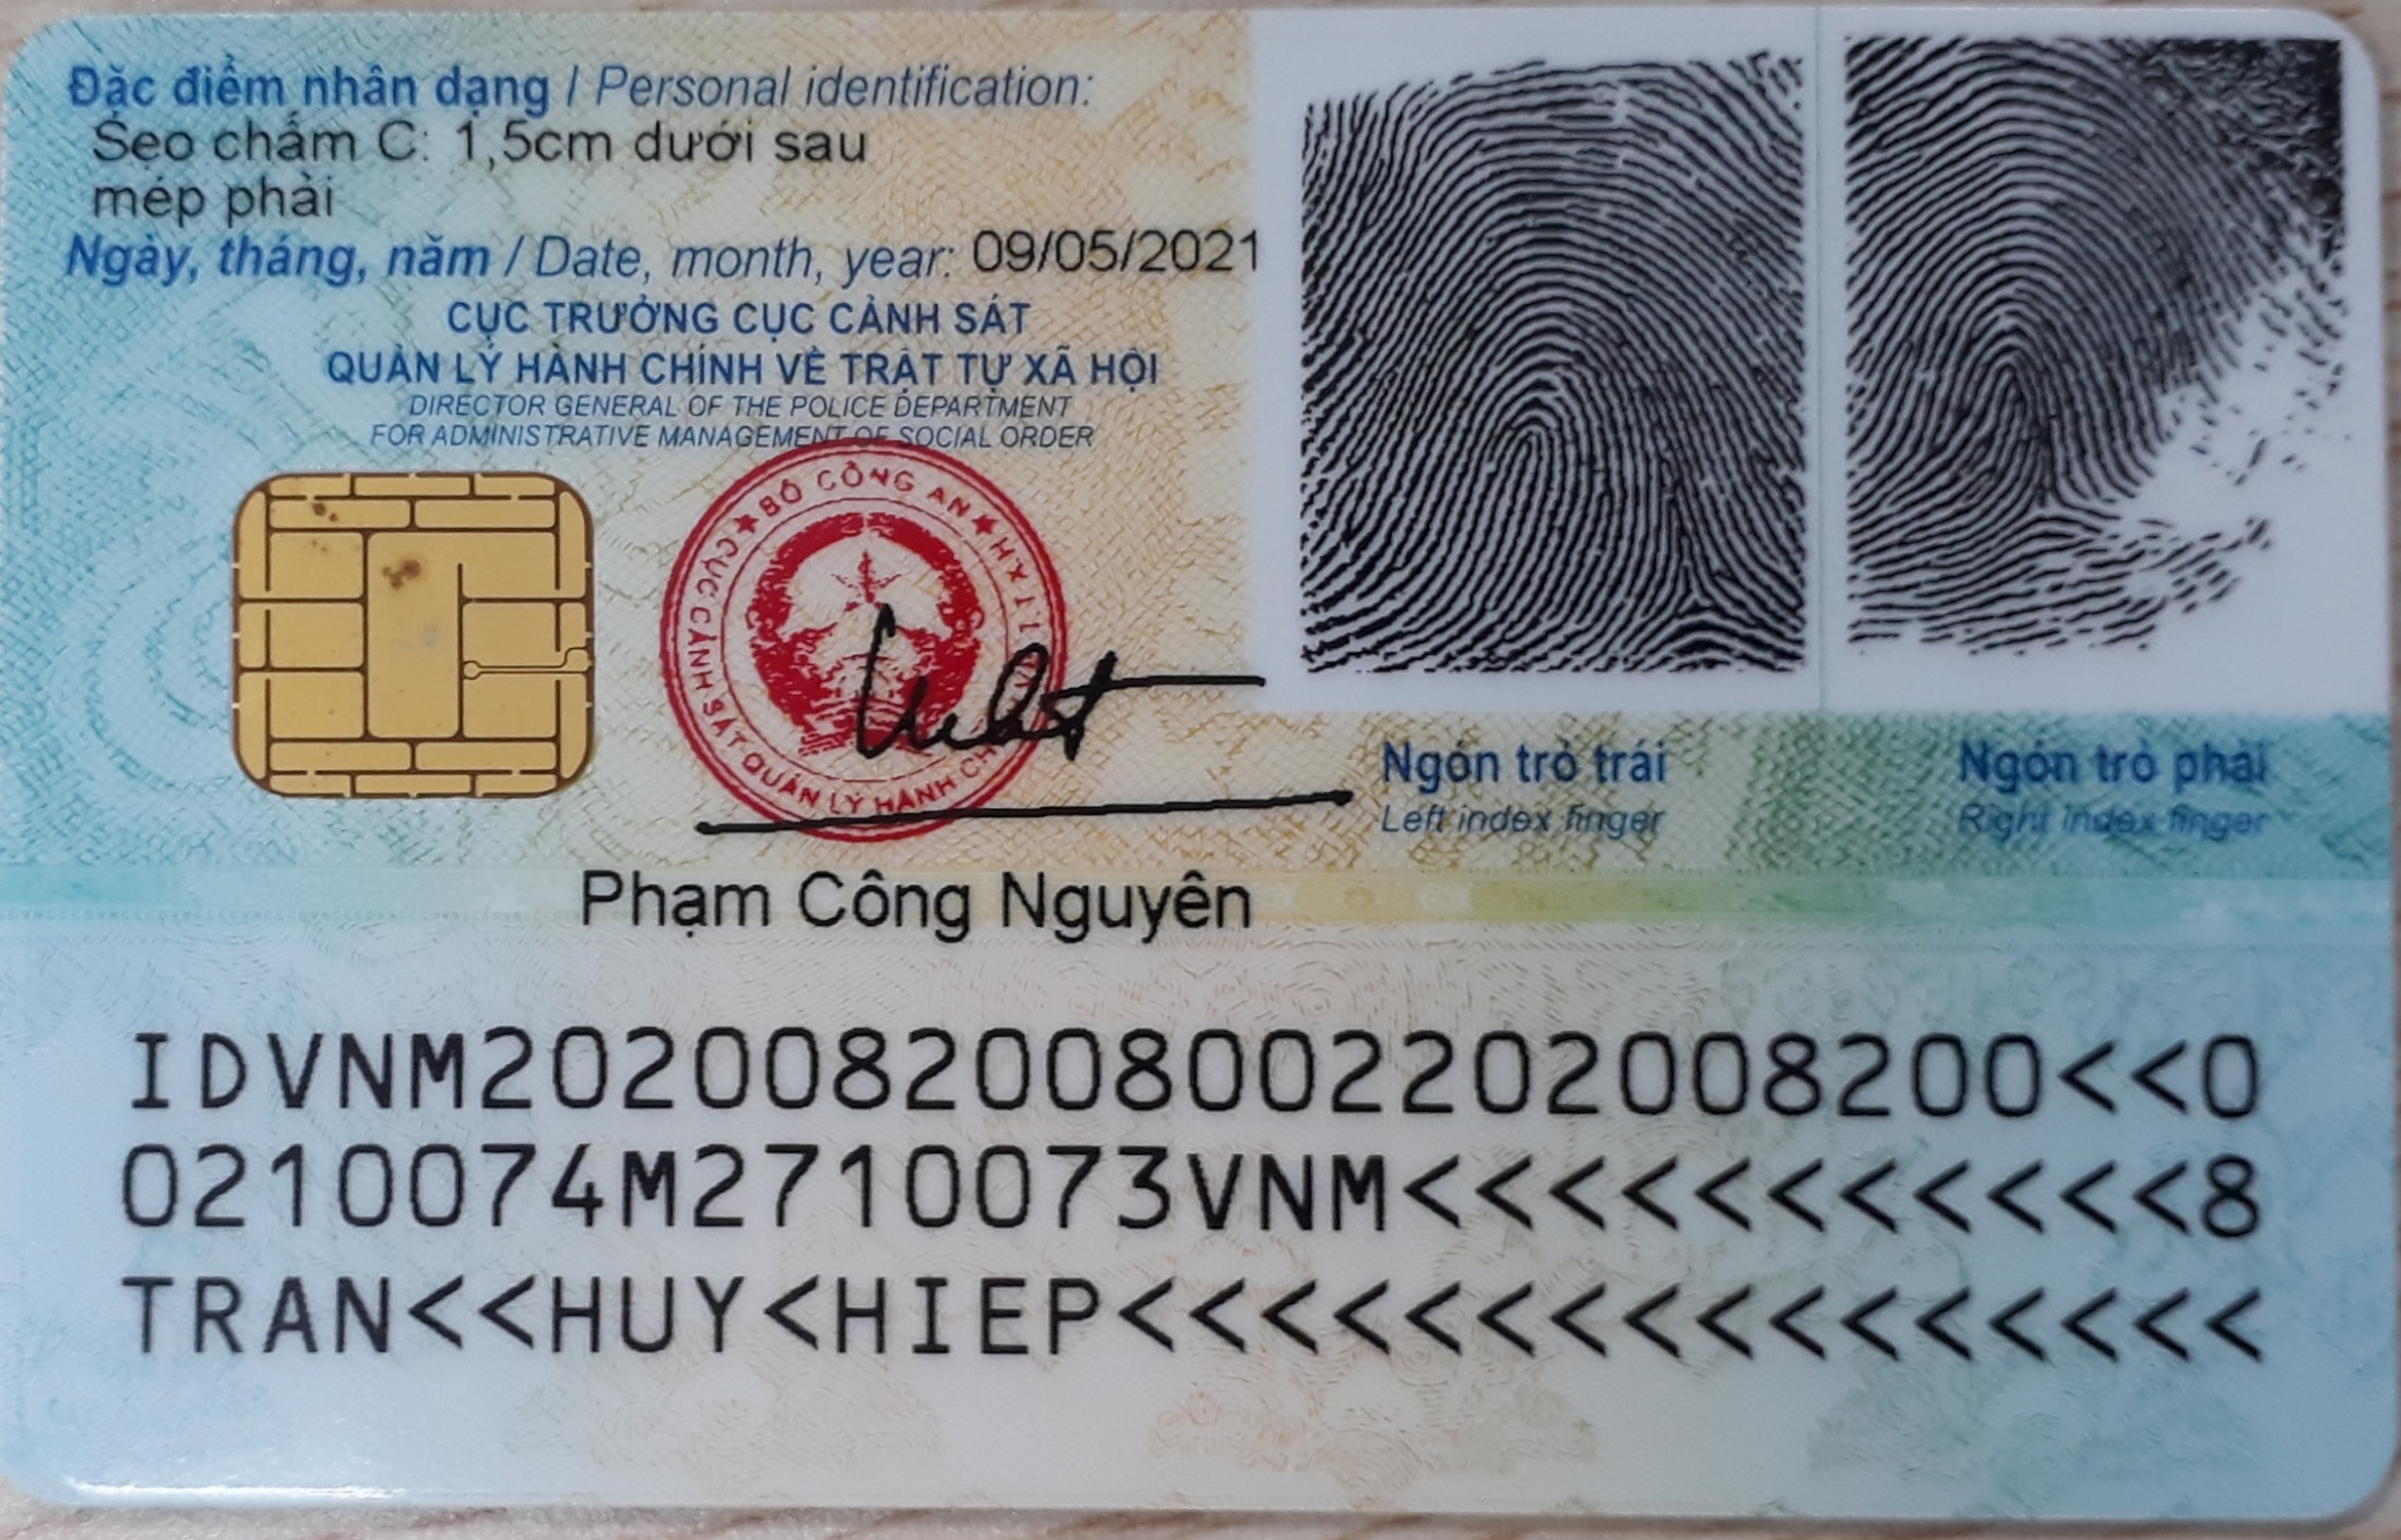 Đặc điểm nhân dạng / Personal identification:
Sẹo chấm C: 1,5cm dưới sau
mép phải
Ngày, tháng, năm / Date, month, year: 09/05/2021
CỤC TRƯỞNG CỤC CẢNH SÁT
QUẢN LÝ HÀNH CHÍNH VỀ TRẬT TỰ XÃ HỘI
DIRECTOR GENERAL OF THE POLICE DEPARTMENT
FOR ADMINISTRATIVE MANAGEMENT OF SOCIAL ORDER
BỘ CÔNG AN
CỤC CẢNH SÁT QUẢN LÝ HÀNH CHÍNH VỀ TTXH
Ngón trỏ trái
Left index finger
Ngón trỏ phải
Right index finger
Phạm Công Nguyên
IDVNM2020082008002202008200<<0
0210074M2710073VNM<<<<<<<<<<<8
TRAN<<HUY<HIEP<<<<<<<<<<<<<<<<